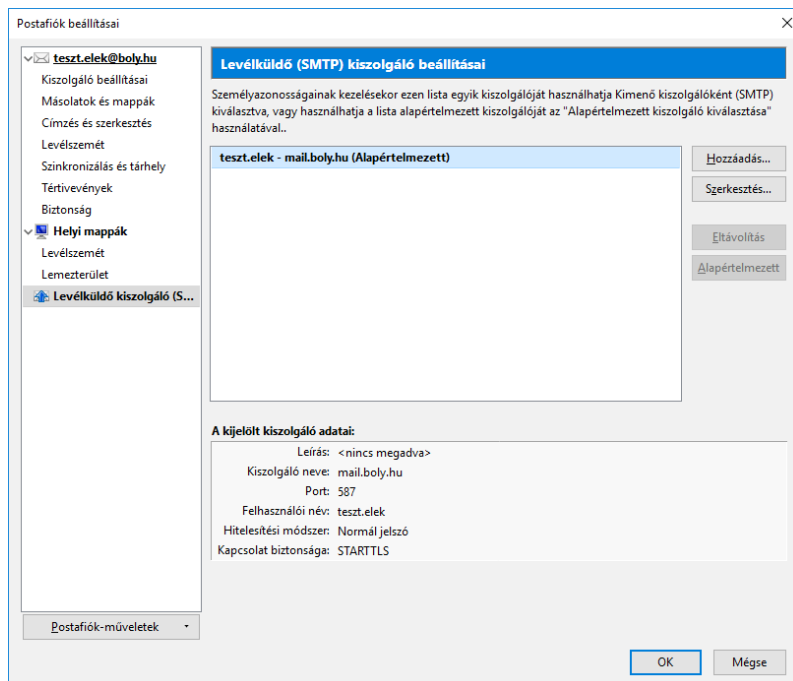 Postafiók beállításai
teszt.elek@boly.hu
Kiszolgáló beállításai
Másolatok és mappák
Címzés és szerkesztés
Levélszemét
Szinkronizálás és tárhely
Tértivevények
Biztonság
Helyi mappák
Levélszemét
Lemezterület
Levélküldő kiszolgáló (S...
Postafiók-műveletek
Levélküldő (SMTP) kiszolgáló beállításai
Személyazonosságainak kezelésekor ezen lista egyik kiszolgálóját használhatja Kimenő kiszolgálóként (SMTP)
kiválasztva, vagy használhatja a lista alapértelmezett kiszolgálóját az "Alapértelmezett kiszolgáló kiválasztása"
használatával..
teszt.elek - mail.boly.hu (Alapértelmezett)
Hozzáadás...
Szerkesztés...
Eltávolítás
Alapértelmezett
A kijelölt kiszolgáló adatai:
Leírás: <nincs megadva>
Kiszolgáló neve: mail.boly.hu
Port: 587
Felhasználói név: teszt.elek
Hitelesítési módszer: Normál jelszó
Kapcsolat biztonsága: STARTTLS
OK
Mégse